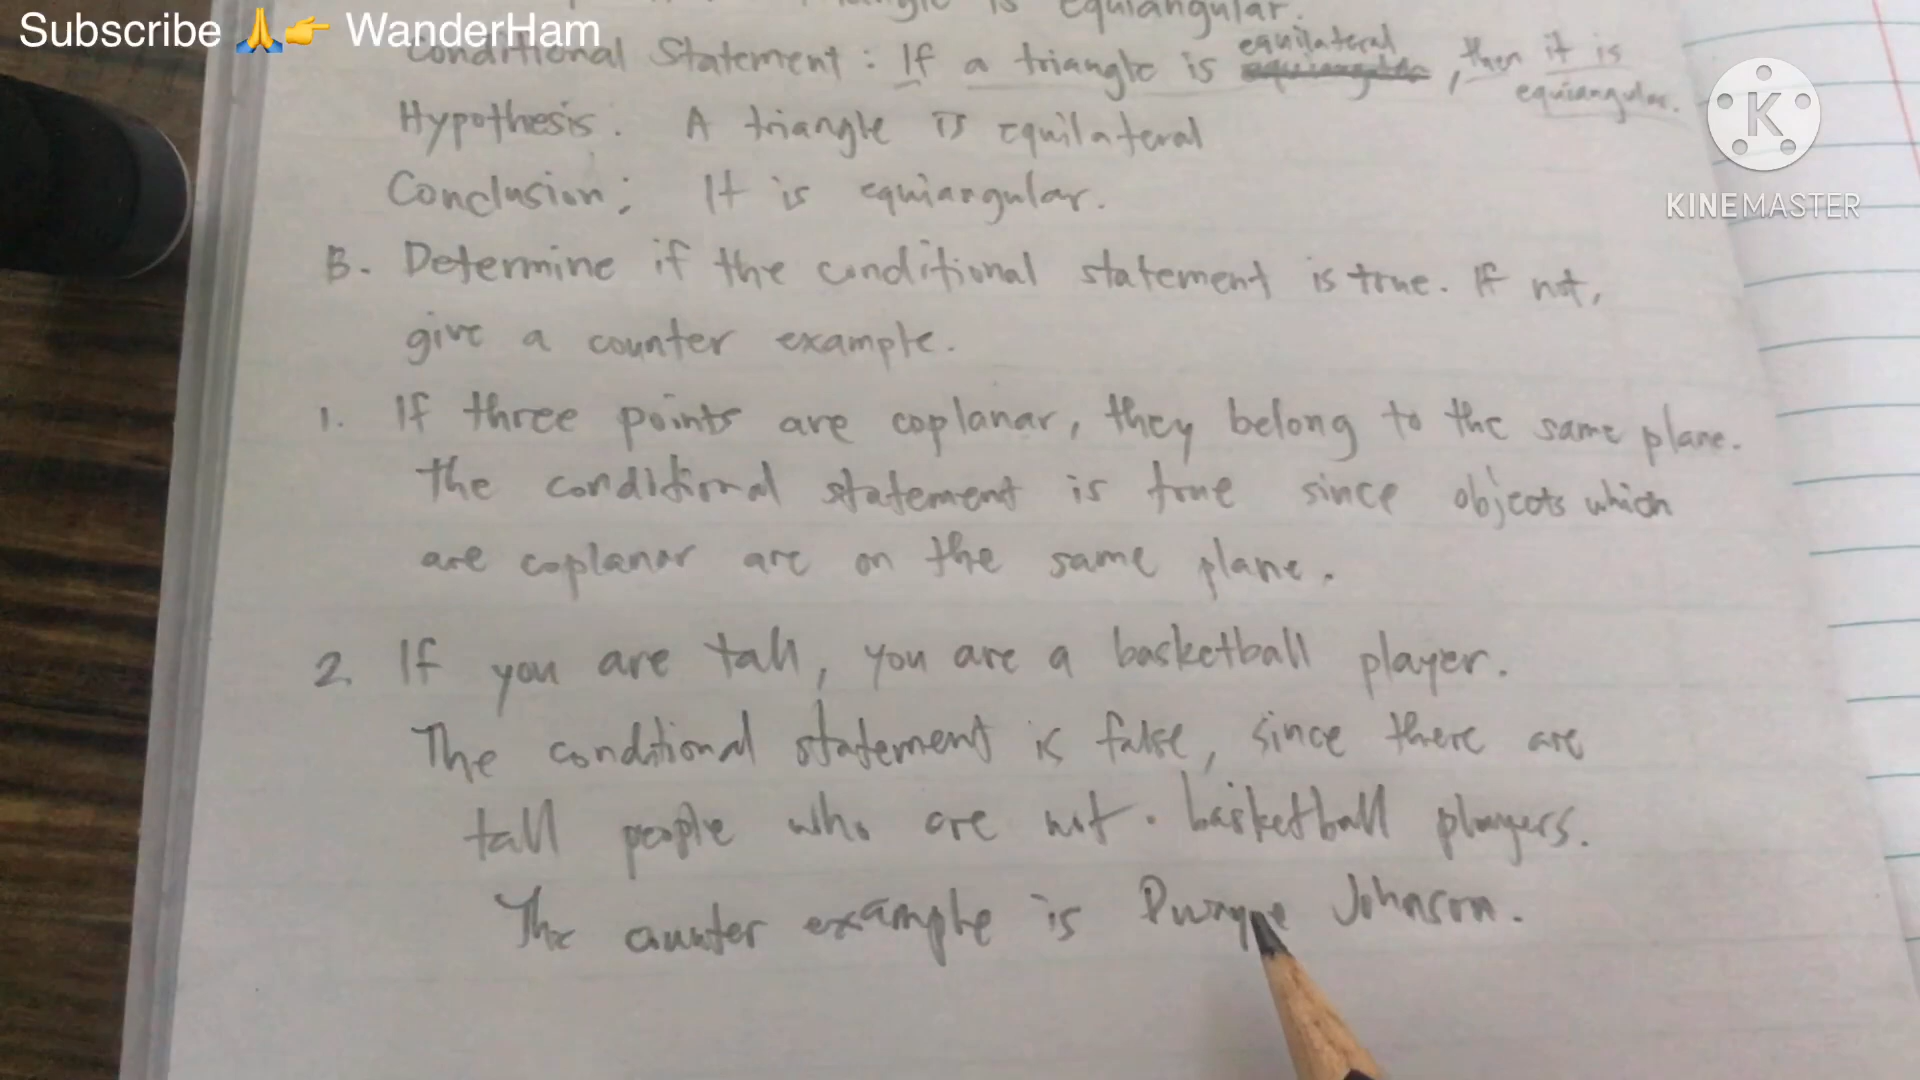 Subscribe 🙏👉 WanderHam
is equiangular.
Conditional Statement : If a triangle is equilateral, then it is
equiangular.
Hypothesis : A triangle is equilateral
Conclusion : It is equiangular.
B. Determine if the conditional statement is true. If not,
give a counter example.
1. If three points are coplanar, they belong to the same plane.
The conditional statement is true since objects which
are coplanar are on the same plane.
2. If you are tall, you are a basketball player.
The conditional statement is false, since there are
tall people who are not basketball players.
The counter example is Dwayne Johnson.
K
KINEMASTER